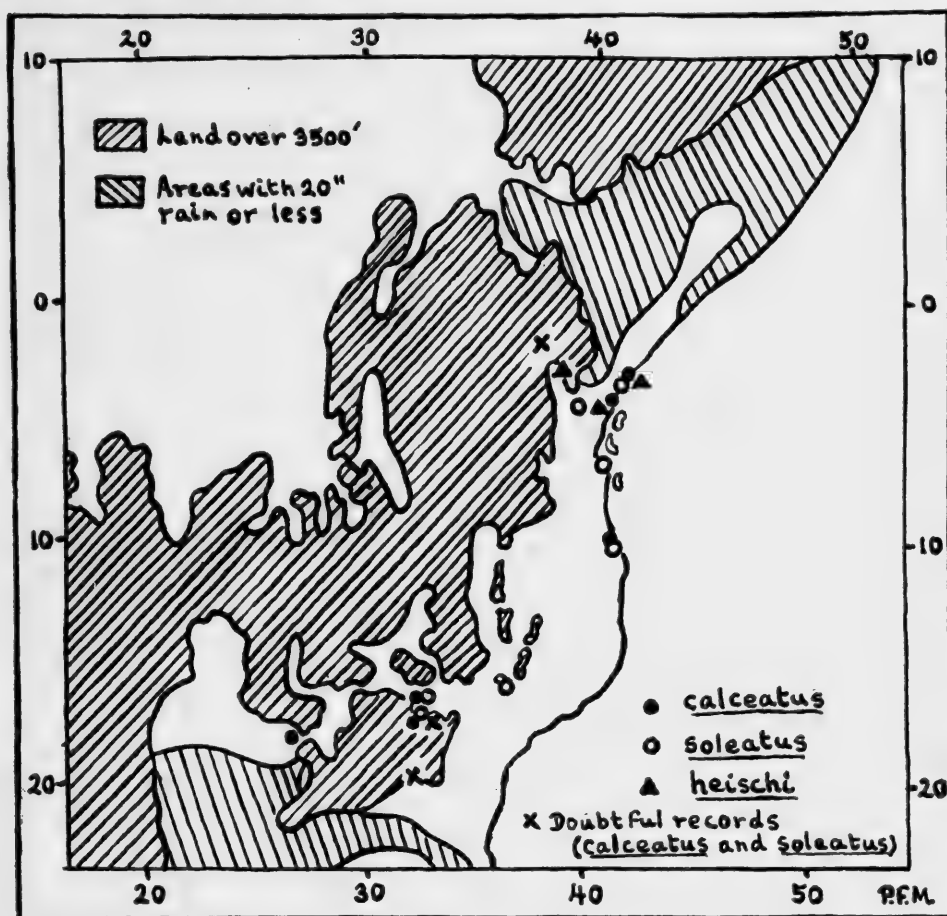 20 30 40 50
10 10
Land over 3500'
Areas with 20"
rain or less
0 0
10 10
calceatus
soleatus
20 heischi 20
x Doubtful records
(calceatus and soleatus)
20 30 40 50 P.F.M.